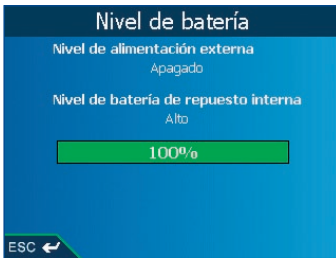 Nivel de batería
Nivel de alimentación externa
Apagado
Nivel de batería de repuesto interna
Alto
100%
ESC